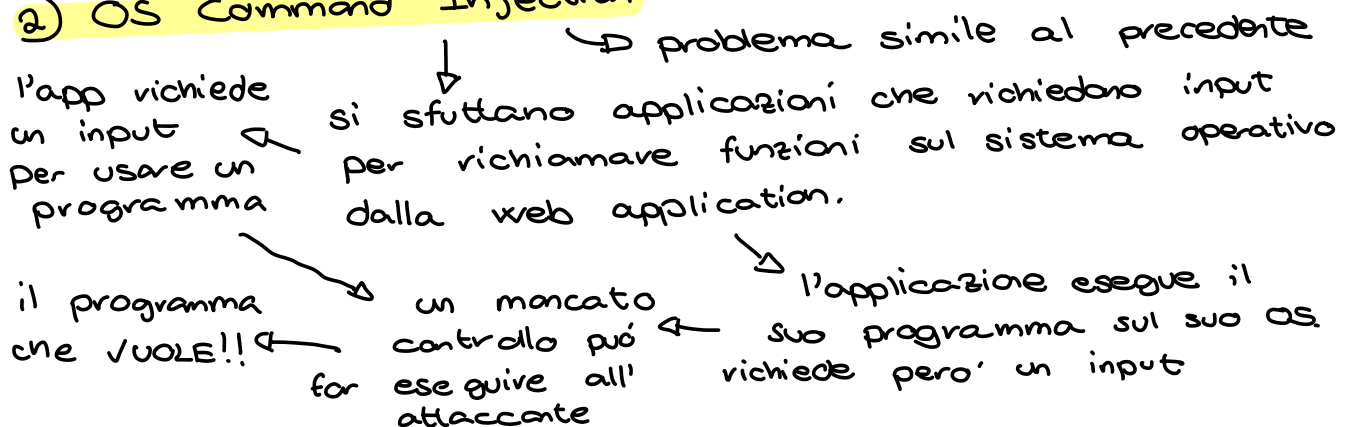 2) OS Command Injection
problema simile al precedente
l'app richiede
un input
per usare un
programma
si sfuttano applicazioni che richiedono input
per richiamare funzioni sul sistema operativo
dalla web application.
l'applicazione esegue il
suo programma sul suo OS.
richiede però un input
un mancato
controllo puó
far eseguire all'
attaccante
il programma
che VUOLE!!